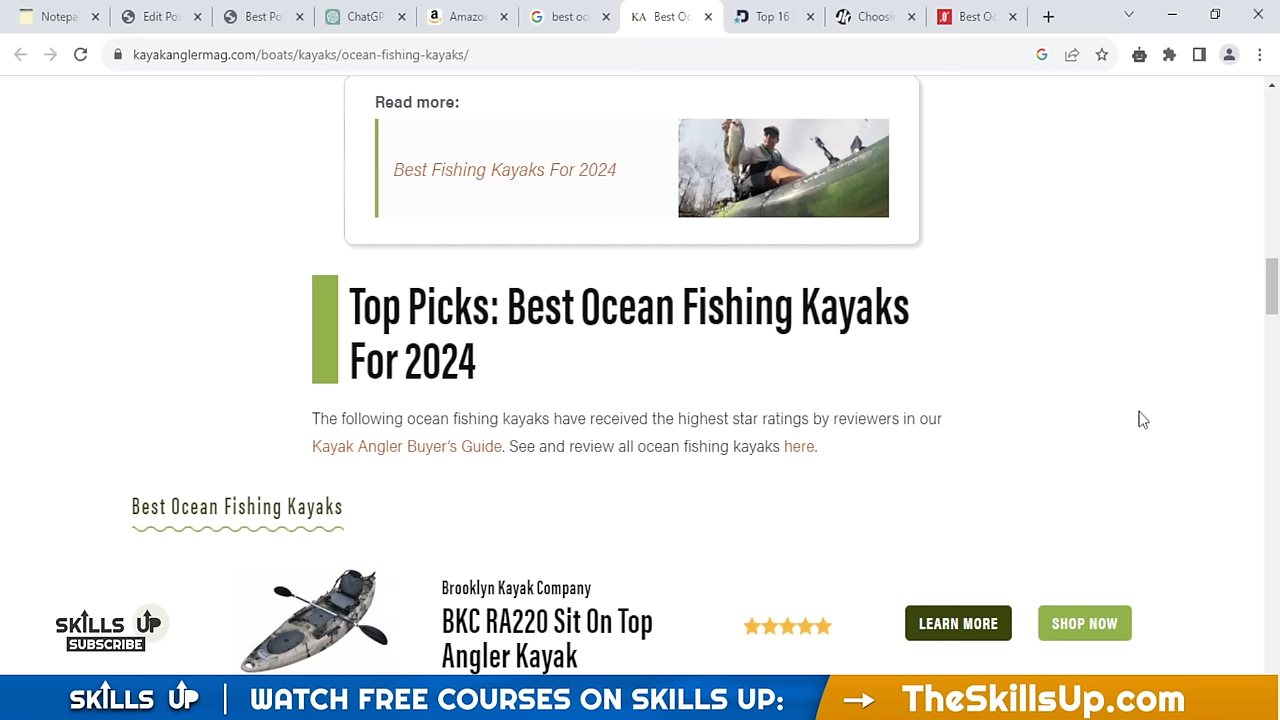 Notepa
Edit Pos
Best Po
ChatGP
Amazon
best oc
KA Best Oc
Top 16
Choosi
Best Oc
kayakanglermag.com/boats/kayaks/ocean-fishing-kayaks/
Read more:
Best Fishing Kayaks For 2024
Top Picks: Best Ocean Fishing Kayaks
For 2024
The following ocean fishing kayaks have received the highest star ratings by reviewers in our
Kayak Angler Buyer's Guide. See and review all ocean fishing kayaks here.
Best Ocean Fishing Kayaks
Brooklyn Kayak Company
BKC RA220 Sit On Top
Angler Kayak
LEARN MORE
SHOP NOW
SKILLS UP
SUBSCRIBE
SKILLS UP
WATCH FREE COURSES ON SKILLS UP:
TheSkillsUp.com